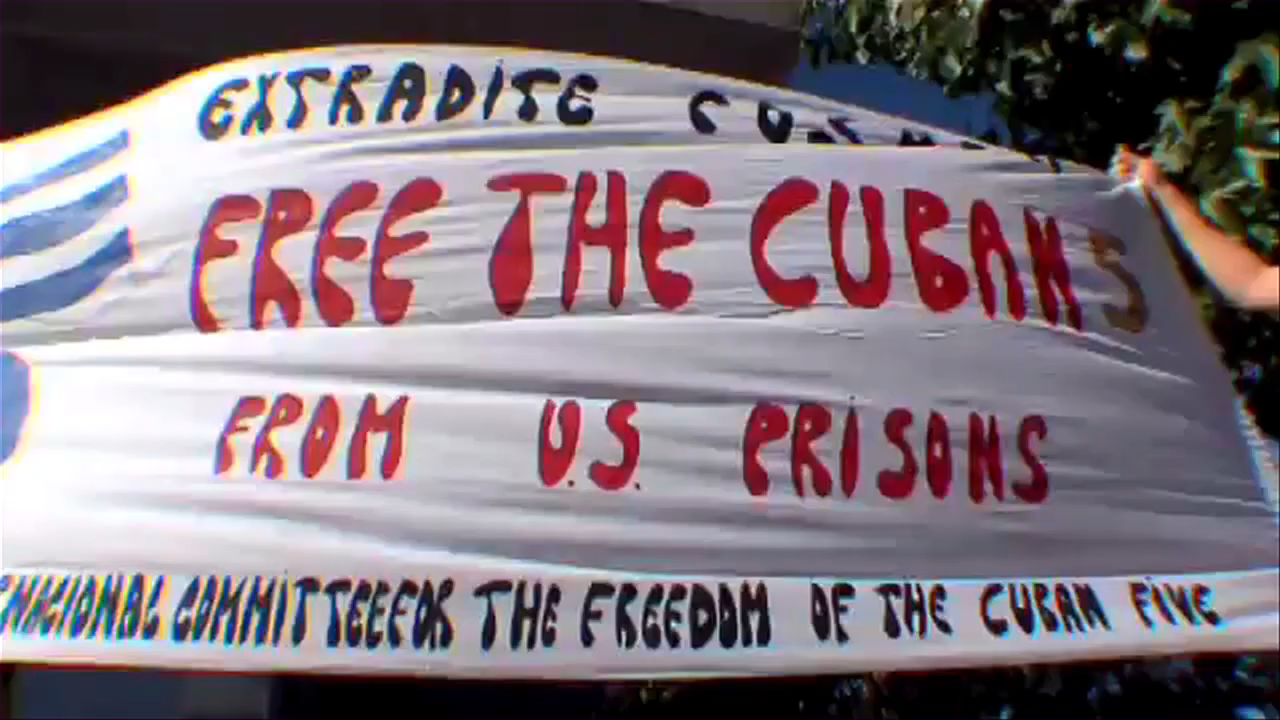 EXTRADITE
FREE THE CUBANS
FROM U.S. PRISONS
COMMITTEE FOR THE FREEDOM OF THE CUBAN FIVE